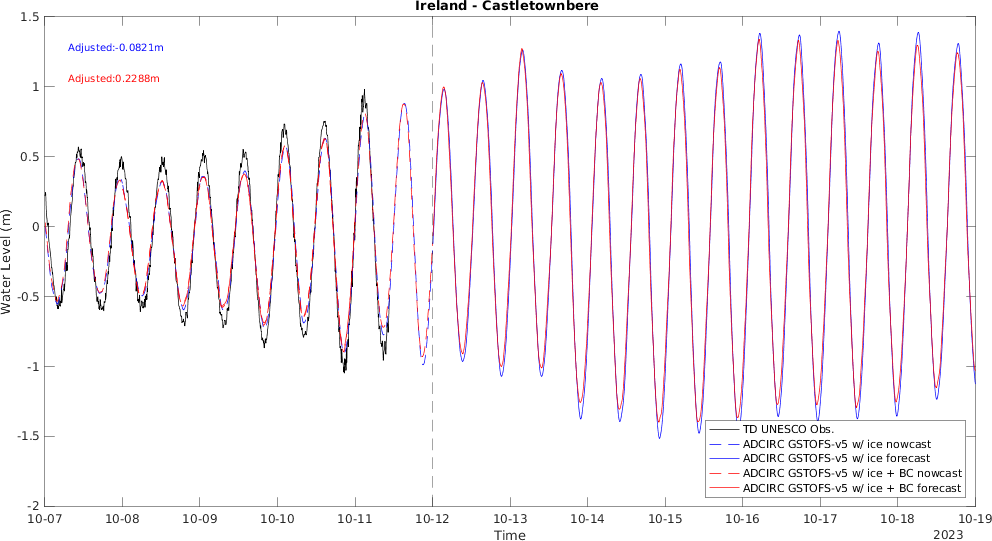 Ireland - Castletownbere
Adjusted:-0.0821m
Adjusted:0.2288m
Water Level (m)
1.5
1
0.5
0
-0.5
-1
-1.5
-2
TD UNESCO Obs.
ADCIRC GSTOFS-v5 w/ ice nowcast
ADCIRC GSTOFS-v5 w/ ice forecast
ADCIRC GSTOFS-v5 w/ ice + BC nowcast
ADCIRC GSTOFS-v5 w/ ice + BC forecast
10-07 10-08 10-09 10-10 10-11 10-12 10-13 10-14 10-15 10-16 10-17 10-18 10-19
Time
2023